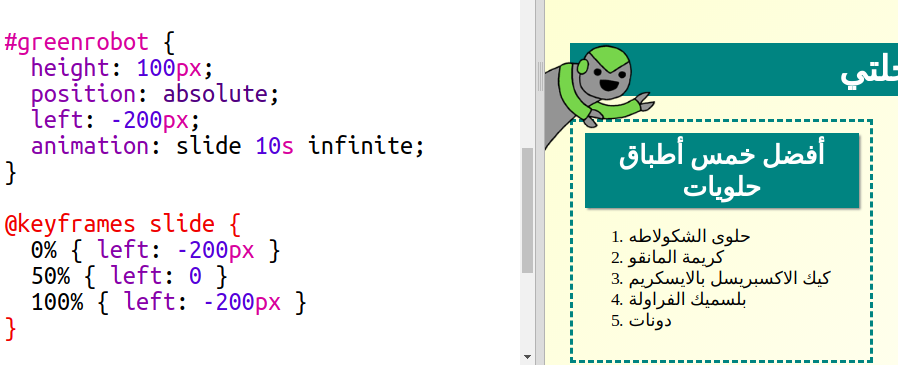 #greenrobot {
  height: 100px;
  position: absolute;
  left: -200px;
  animation: slide 10s infinite;
}

@keyframes slide {
  0% { left: -200px }
  50% { left: 0 }
  100% { left: -200px }
}
أفضل خمس أطباق
حلويات
1. حلوى الشكولاطه
2. كريمة المانقو
3. كيك الاكسبريسل بالايسكريم
4. بلسميك الفراولة
5. دونات